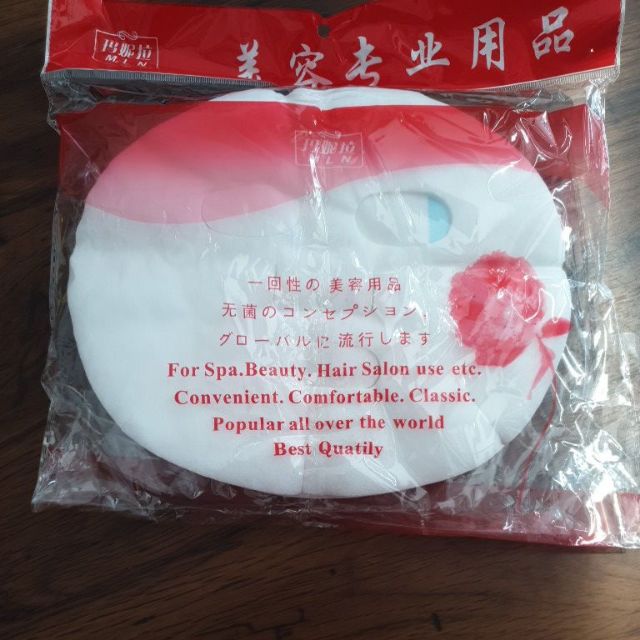 玛妮拉
M.L.N
美容专业用品
玛妮拉
M.L.N
一回性の 美容用品
无菌のコンセプション,
グローバルに 流行します
For Spa.Beauty. Hair Salon use etc.
Convenient. Comfortable. Classic.
Popular all over the world
Best Quatily